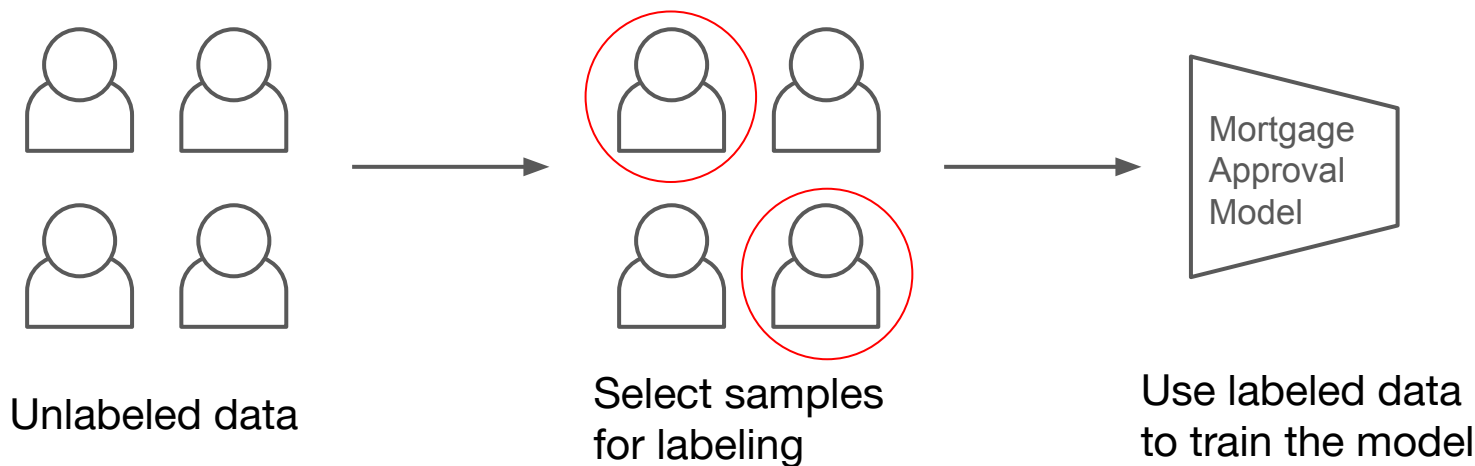 Mortgage
Approval
Model
Unlabeled data
Select samples
for labeling
Use labeled data
to train the model